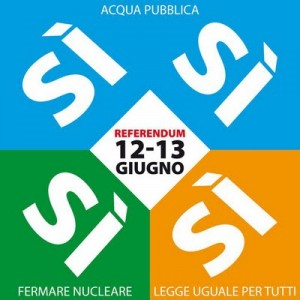 ACQUA PUBBLICA
SÌ
SÌ
REFERENDUM
12-13
GIUGNO
SÌ
SÌ
FERMARE NUCLEARE
LEGGE UGUALE PER TUTTI